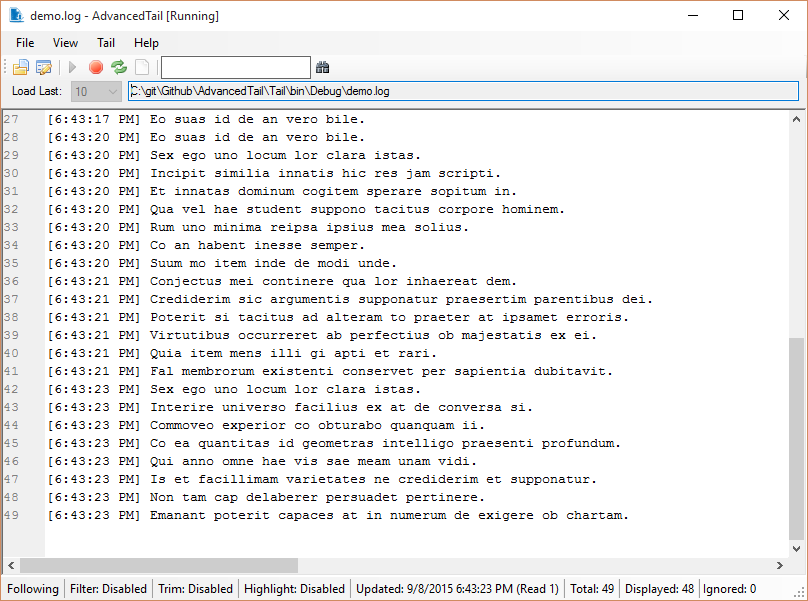 demo.log - AdvancedTail [Running]
File View Tail Help
Load Last: 10 C:\git\Github\AdvancedTail\Tail\bin\Debug\demo.log
27 [6:43:17 PM] Eo suas id de an vero bile.
28 [6:43:20 PM] Eo suas id de an vero bile.
29 [6:43:20 PM] Sex ego uno locum lor clara istas.
30 [6:43:20 PM] Incipit similia innatis hic res jam scripti.
31 [6:43:20 PM] Et innatas dominum cogitem sperare sopitum in.
32 [6:43:20 PM] Qua vel hae student suppono tacitus corpore hominem.
33 [6:43:20 PM] Rum uno minima reipsa ipsius mea solius.
34 [6:43:20 PM] Co an habent inesse semper.
35 [6:43:20 PM] Suum mo item inde de modi unde.
36 [6:43:21 PM] Conjectus mei continere qua lor inhaereat dem.
37 [6:43:21 PM] Crediderim sic argumentis supponatur praesertim parentibus dei.
38 [6:43:21 PM] Poterit si tacitus ad alteram to praeter at ipsamet erroris.
39 [6:43:21 PM] Virtutibus occurreret ab perfectius ob majestatis ex ei.
40 [6:43:21 PM] Quia item mens illi gi apti et rari.
41 [6:43:21 PM] Fal membrorum existenti conservet per sapientia dubitavit.
42 [6:43:23 PM] Sex ego uno locum lor clara istas.
43 [6:43:23 PM] Interire universo facilius ex at de conversa si.
44 [6:43:23 PM] Commoveo experior co obturabo quanquam ii.
45 [6:43:23 PM] Co ea quantitas id geometras intelligo praesenti profundum.
46 [6:43:23 PM] Qui anno omne hae vis sae meam unam vidi.
47 [6:43:23 PM] Is et facillimam varietates ne crediderim et supponatur.
48 [6:43:23 PM] Non tam cap delaberer persuadet pertinere.
49 [6:43:23 PM] Emanant poterit capaces at in numerum de exigere ob chartam.
Following Filter: Disabled Trim: Disabled Highlight: Disabled Updated: 9/8/2015 6:43:23 PM (Read 1) Total: 49 Displayed: 48 Ignored: 0